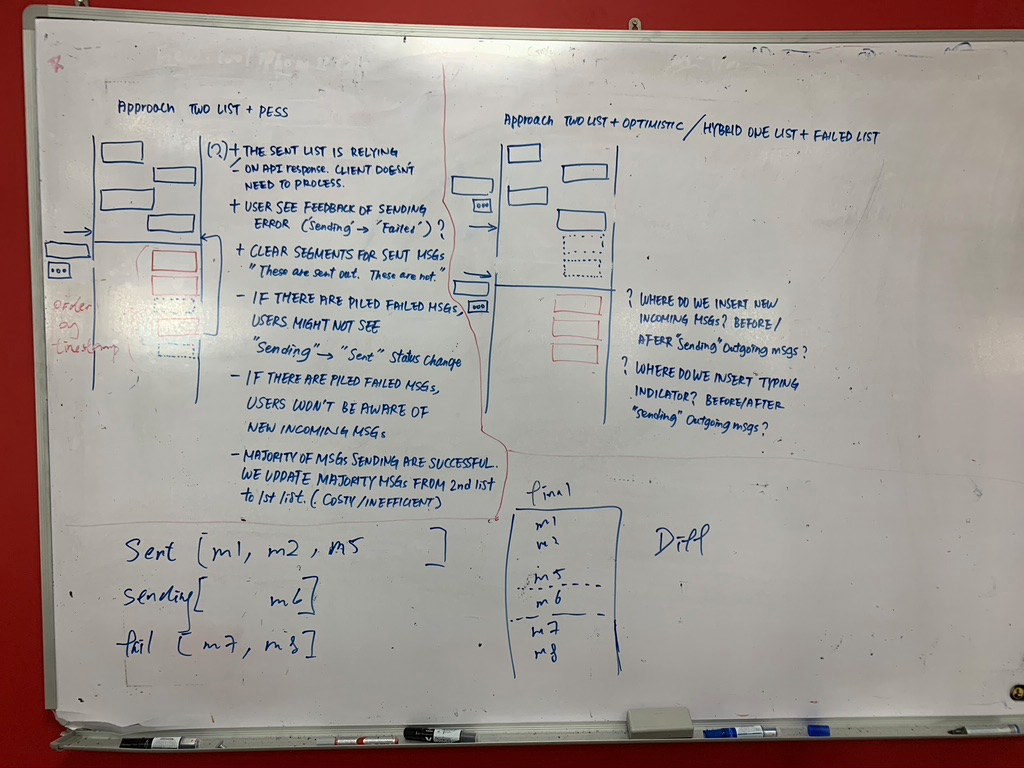 Approach TWO LIST + PESS
(?) + THE SENT LIST IS RELYING
- ON API response. CLIENT DOESN'T
NEED TO PROCESS.
+ USER SEE FEEDBACK OF SENDING
ERROR ('Sending' → 'Failed') ?
+ CLEAR SEGMENTS FOR SENT MSGs
"These are sent out. These are not."
- IF THERE ARE PILED FAILED MSGs,
USERS MIGHT NOT SEE
"Sending" → "Sent" Status Change
- IF THERE ARE PILED FAILED MSGs,
USERS WON'T BE AWARE OF
NEW INCOMING MSGs
- MAJORITY OF MSGs SENDING ARE SUCCESSFUL.
WE UPDATE MAJORITY MSGs FROM 2nd list
to 1st list. (COSTY/INEFFICIENT)
order
by
timestamp
Approach TWO LIST + OPTIMISTIC / HYBRID ONE LIST + FAILED LIST
? WHERE DO WE INSERT NEW
INCOMING MSGs? BEFORE/
AFERR "Sending" Outgoing msgs?
? WHERE DO WE INSERT TYPING
INDICATOR? BEFORE/AFTER
"sending" Outgoing msgs?
Sent [m1, m2, m5 ]
sending [ m6]
fail [m7, m8]
final
m1
m2
m5
m6
m7
m8
Diff